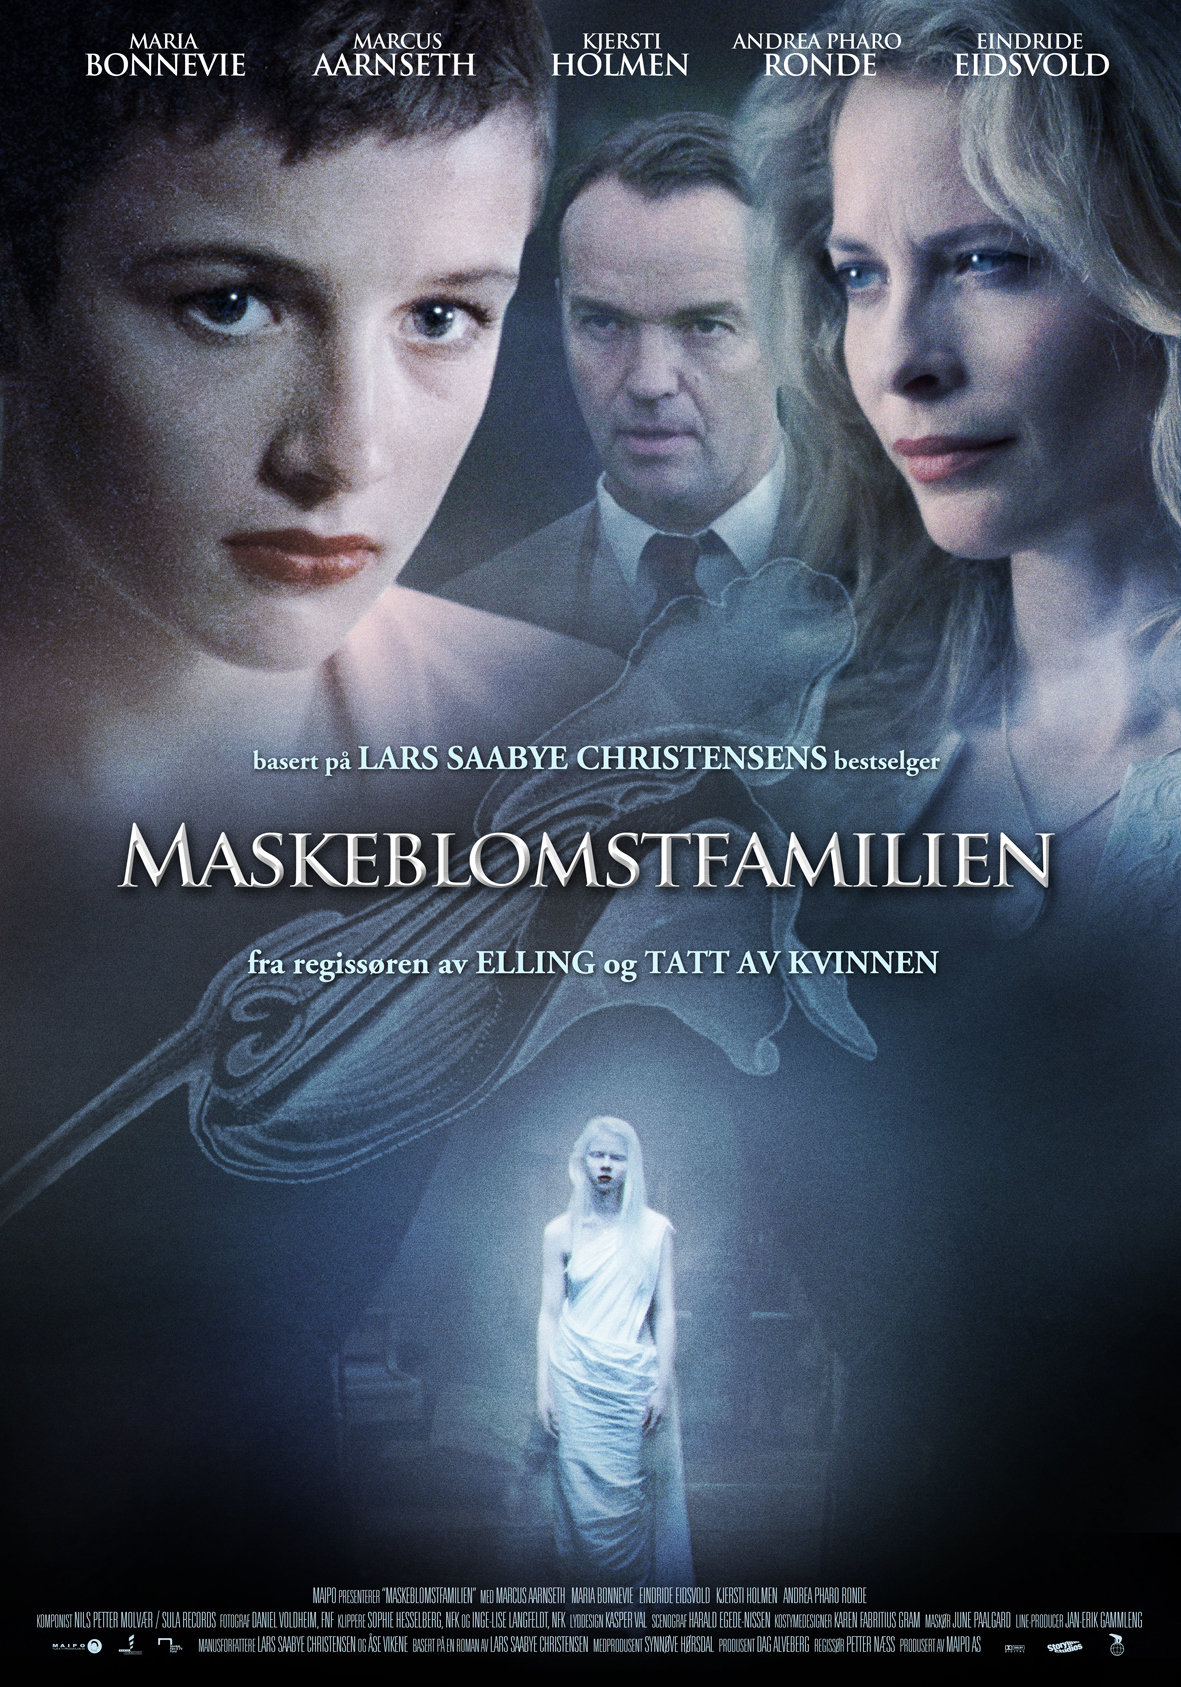 MARIA BONNEVIE
MARCUS AARNSETH
KJERSTI HOLMEN
ANDREA PHARO RONDE
EINDRIDE EIDSVOLD
basert på LARS SAABYE CHRISTENSENS bestselger
MASKEBLOMSTFAMILIEN
fra regissøren av ELLING og TATT AV KVINNEN
MAIPO PRESENTERER "MASKEBLOMSTFAMILIEN" MED MARCUS AARNSETH MARIA BONNEVIE EINDRIDE EIDSVOLD KJERSTI HOLMEN ANDREA PHARO RONDE
KOMPONIST NILS PETTER MOLVÆR / SULA RECORDS FOTOGRAF DANIEL VOLDHEIM, FNF KLIPPERE SOPHIE HESSELBERG, NFK OG INGE-LISE LANGFELDT, NFK LYDDESIGN KASPER VAL SCENOGRAF HARALD EGEDE-NISSEN KOSTYMEDESIGNER KAREN FABRITIUS GRAM MASKØR JUNE PAALGARD LINE PRODUCER JAN-ERIK GAMMLENG
MAIPO
MANUSFORFATTERE LARS SAABYE CHRISTENSEN OG ÅSE VIKENE BASERT PÅ EN ROMAN AV LARS SAABYE CHRISTENSEN MEDPRODUSENT SYNNØVE HØRSDAL PRODUSENT DAG ALVEBERG REGISSØR PETTER NÆSS PRODUSERT AV MAIPO AS
Storm studios